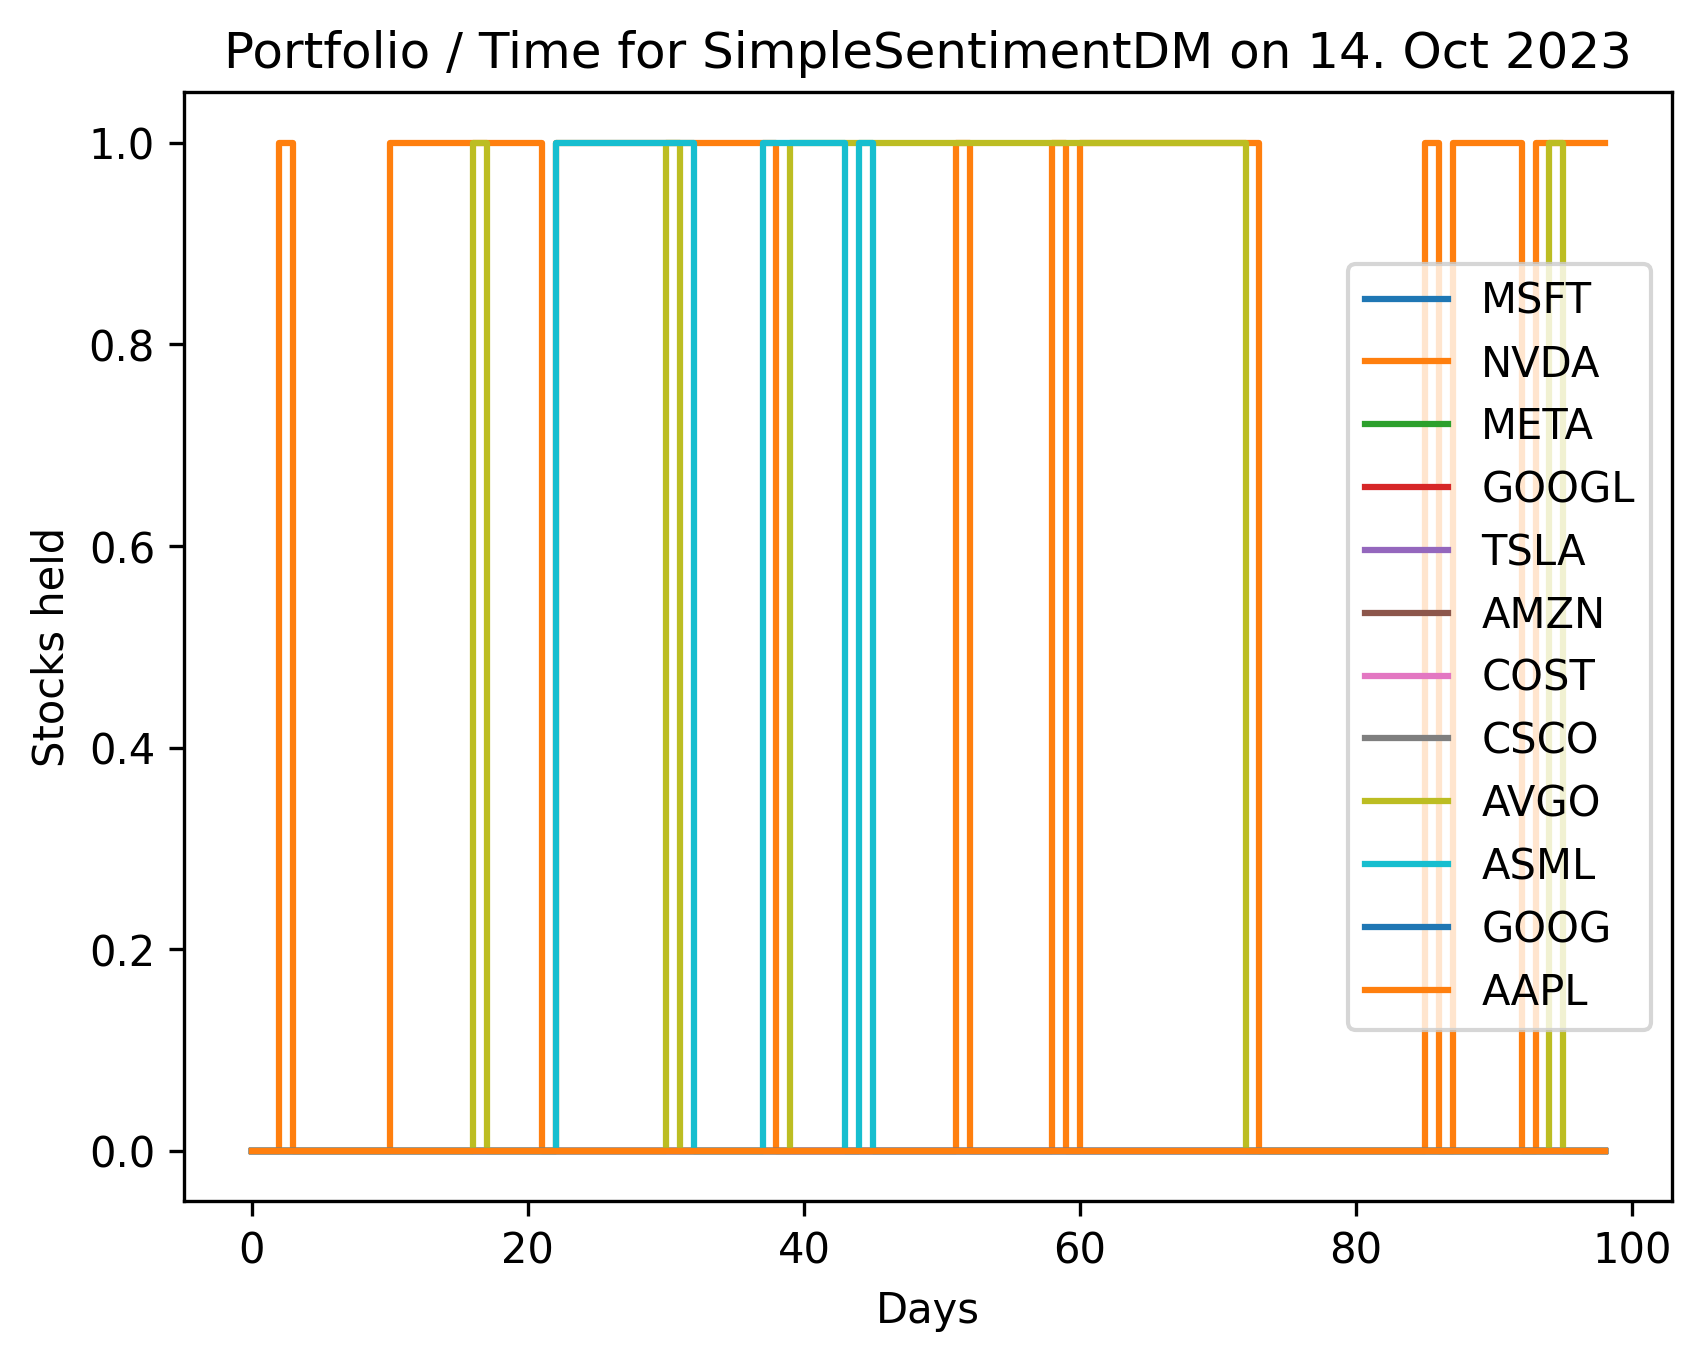 Portfolio / Time for SimpleSentimentDM on 14. Oct 2023
1.0
0.8
0.6
0.4
0.2
0.0
Stocks held
MSFT
NVDA
META
GOOGL
TSLA
AMZN
COST
CSCO
AVGO
ASML
GOOG
AAPL
0 20 40 60 80 100
Days